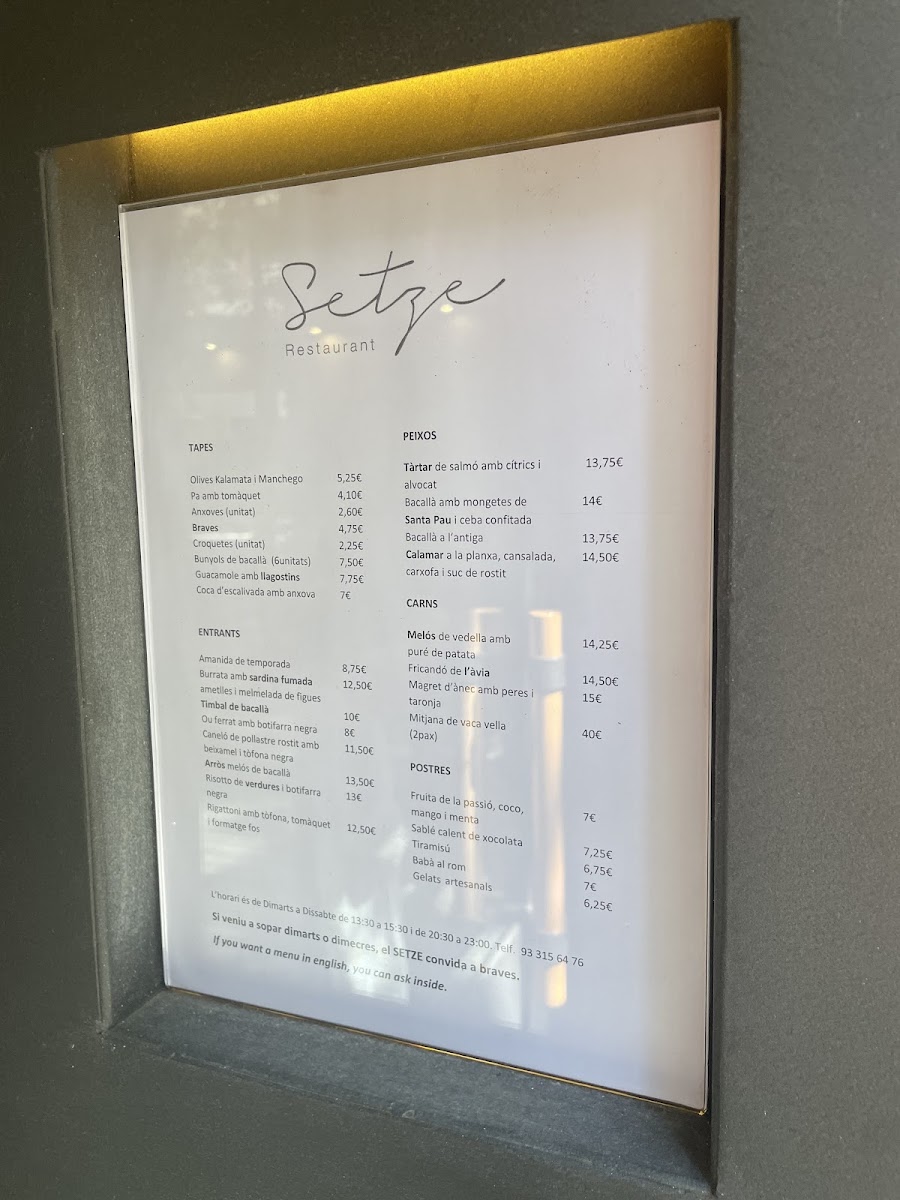 Setze
Restaurant
TAPES
Olives Kalamata i Manchego 5,25€
Pa amb tomàquet 4,10€
Anxoves (unitat) 2,60€
Braves 4,75€
Croquetes (unitat) 2,25€
Bunyols de bacallà (6unitats) 7,50€
Guacamole amb llagostins 7,75€
Coca d'escalivada amb anxova 7€
ENTRANTS
Amanida de temporada 8,75€
Burrata amb sardina fumada 12,50€
ametlles i melmelada de figues
Timbal de bacallà 10€
Ou ferrat amb botifarra negra 8€
Caneló de pollastre rostit amb 11,50€
beixamel i tòfona negra
Arròs melós de bacallà 13,50€
Risotto de verdures i botifarra 13€
negra
Rigattoni amb tòfona, tomàquet 12,50€
i formatge fos
PEIXOS
Tàrtar de salmó amb cítrics i 13,75€
alvocat
Bacallà amb mongetes de 14€
Santa Pau i ceba confitada
Bacallà a l'antiga 13,75€
Calamar a la planxa, cansalada, 14,50€
carxofa i suc de rostit
CARNS
Melós de vedella amb 14,25€
puré de patata
Fricandó de l'àvia 14,50€
Magret d'ànec amb peres i 15€
taronja
Mitjana de vaca vella 40€
(2pax)
POSTRES
Fruita de la passió, coco, 7€
mango i menta
Sablé calent de xocolata 7,25€
Tiramisú 6,75€
Babà al rom 7€
Gelats artesanals 6,25€
L'horari és de Dimarts a Dissabte de 13:30 a 15:30 i de 20:30 a 23:00. Telf. 93 315 64 76
Si veniu a sopar dimarts o dimecres, el SETZE convida a braves.
If you want a menu in english, you can ask inside.